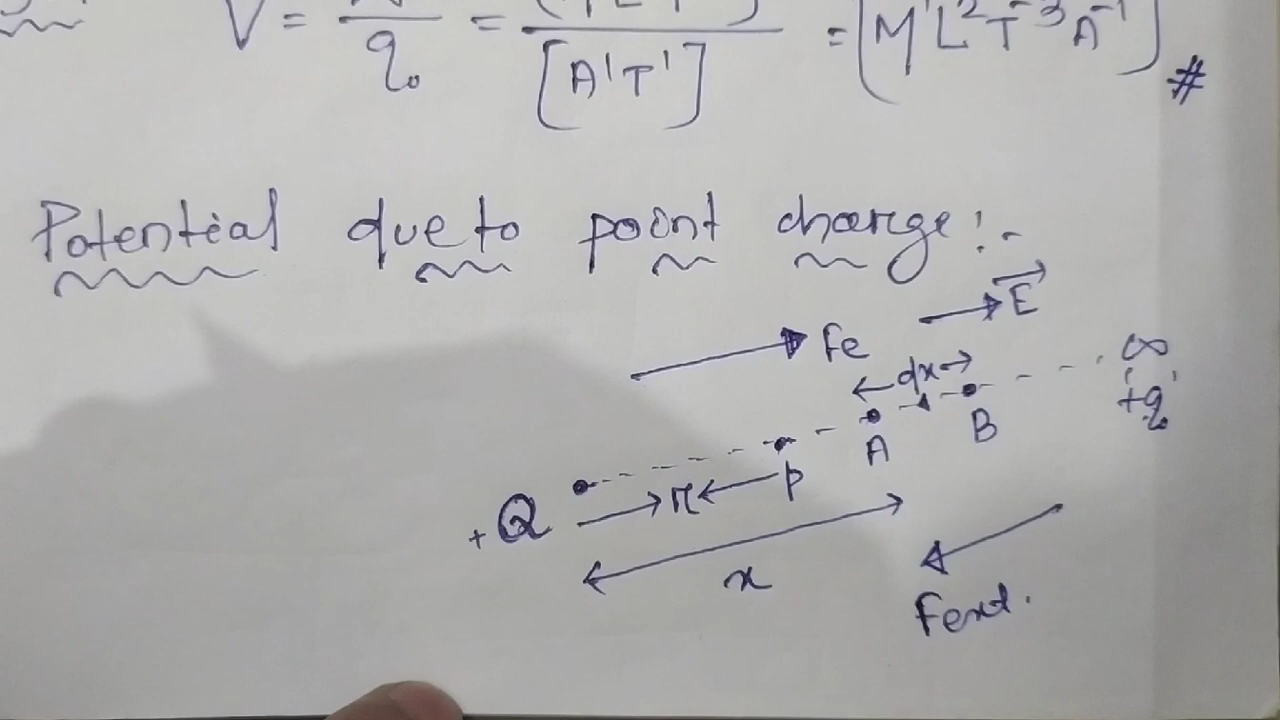 V = / q₀ = / [A¹T¹] = [M¹L²T⁻³A⁻¹] #
Potential due to point charge:-
E
Fe
dx
∞
+q₀
A
B
P
r
+Q
x
Fext.